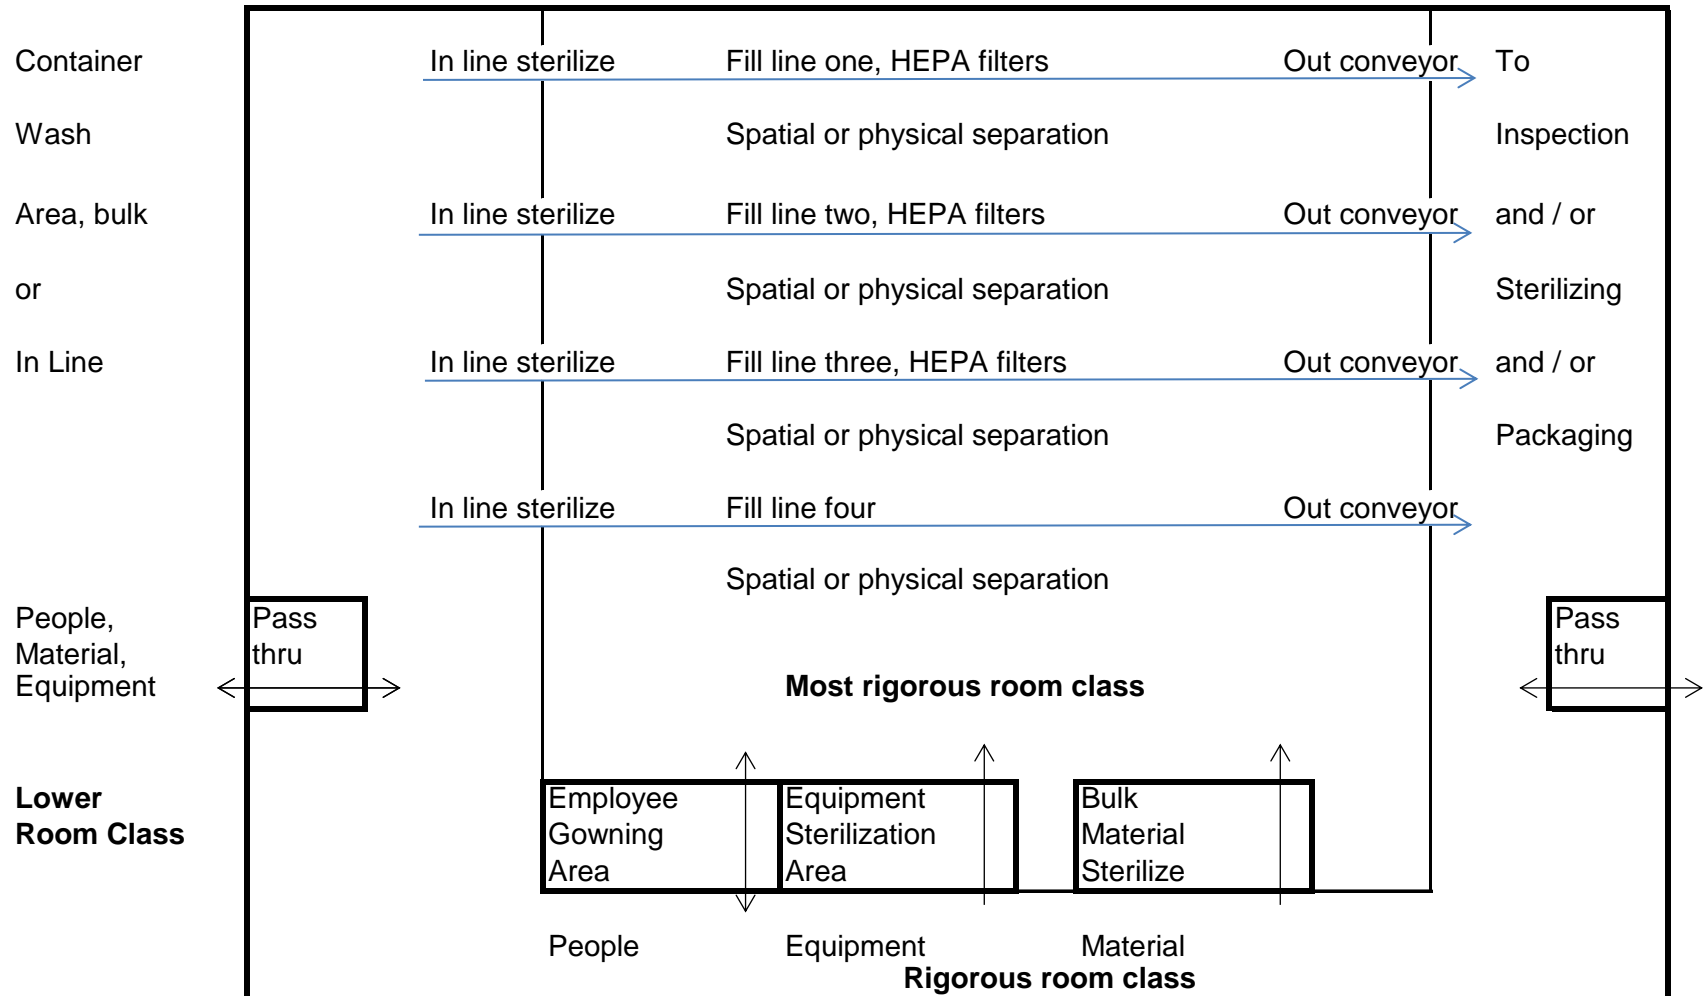 Container In line sterilize Fill line one, HEPA filters Out conveyor To
Wash Spatial or physical separation Inspection
Area, bulk In line sterilize Fill line two, HEPA filters Out conveyor and / or
or Spatial or physical separation Sterilizing
In Line In line sterilize Fill line three, HEPA filters Out conveyor and / or
Spatial or physical separation Packaging
In line sterilize Fill line four Out conveyor
Spatial or physical separation
People, Pass Pass
Material, thru thru
Equipment Most rigorous room class
Lower Employee Equipment Bulk
Room Class Gowning Sterilization Material
Area Area Sterilize
People Equipment Material
Rigorous room class